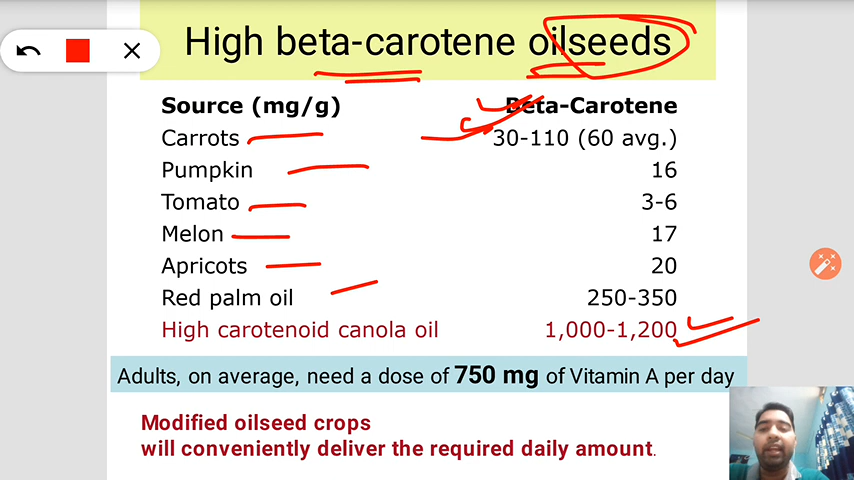 High beta-carotene oilseeds
Source (mg/g) Beta-Carotene
Carrots 30-110 (60 avg.)
Pumpkin 16
Tomato 3-6
Melon 17
Apricots 20
Red palm oil 250-350
High carotenoid canola oil 1,000-1,200
Adults, on average, need a dose of 750 mg of Vitamin A per day
Modified oilseed crops
will conveniently deliver the required daily amount.